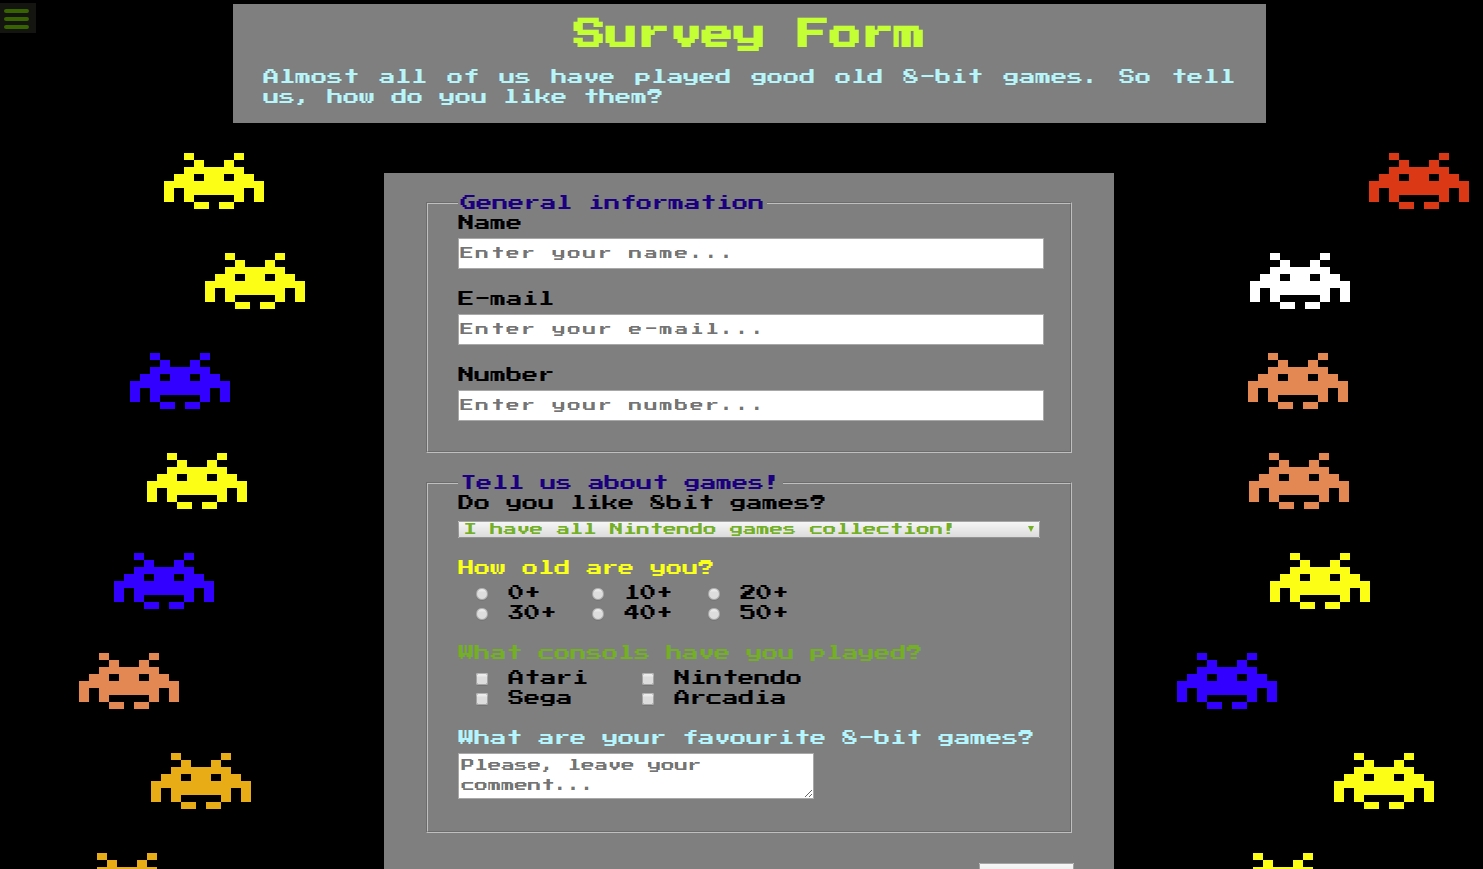 Survey Form
Almost all of us have played good old 8-bit games. So tell
us, how do you like them?
General information
Name
Enter your name...
E-mail
Enter your e-mail...
Number
Enter your number...
Tell us about games!
Do you like 8bit games?
I have all Nintendo games collection!
How old are you?
0+ 10+ 20+
30+ 40+ 50+
What consols have you played?
Atari Nintendo
Sega Arcadia
What are your favourite 8-bit games?
Please, leave your
comment...